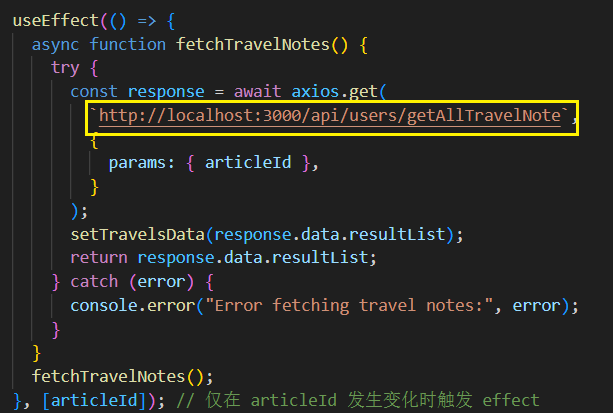 useEffect(() => {
  async function fetchTravelNotes() {
    try {
      const response = await axios.get(
        `http://localhost:3000/api/users/getAllTravelNote`,
        {
          params: { articleId },
        }
      );
      setTravelsData(response.data.resultList);
      return response.data.resultList;
    } catch (error) {
      console.error("Error fetching travel notes:", error);
    }
  }
  fetchTravelNotes();
}, [articleId]); // 仅在 articleId 发生变化时触发 effect